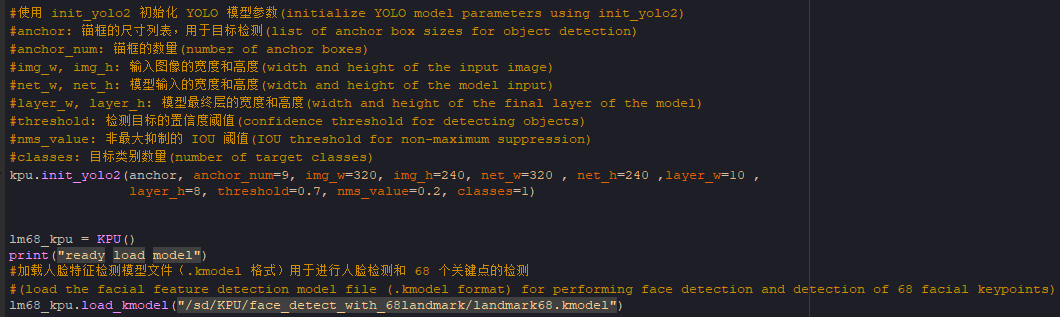 #使用 init_yolo2 初始化 YOLO 模型参数(initialize YOLO model parameters using init_yolo2)
#anchor: 锚框的尺寸列表，用于目标检测(list of anchor box sizes for object detection)
#anchor_num: 锚框的数量(number of anchor boxes)
#img_w, img_h: 输入图像的宽度和高度(width and height of the input image)
#net_w, net_h: 模型输入的宽度和高度(width and height of the model input)
#layer_w, layer_h: 模型最终层的宽度和高度(width and height of the final layer of the model)
#threshold: 检测目标的置信度阈值(confidence threshold for detecting objects)
#nms_value: 非最大抑制的 IOU 阈值(IOU threshold for non-maximum suppression)
#classes: 目标类别数量(number of target classes)
kpu.init_yolo2(anchor, anchor_num=9, img_w=320, img_h=240, net_w=320 , net_h=240 ,layer_w=10 ,
layer_h=8, threshold=0.7, nms_value=0.2, classes=1)
lm68_kpu = KPU()
print("ready load model")
#加载人脸特征检测模型文件（.kmodel 格式）用于进行人脸检测和 68 个关键点的检测
#(load the facial feature detection model file (.kmodel format) for performing face detection and detection of 68 facial keypoints)
lm68_kpu.load_kmodel("/sd/KPU/face_detect_with_68landmark/landmark68.kmodel")